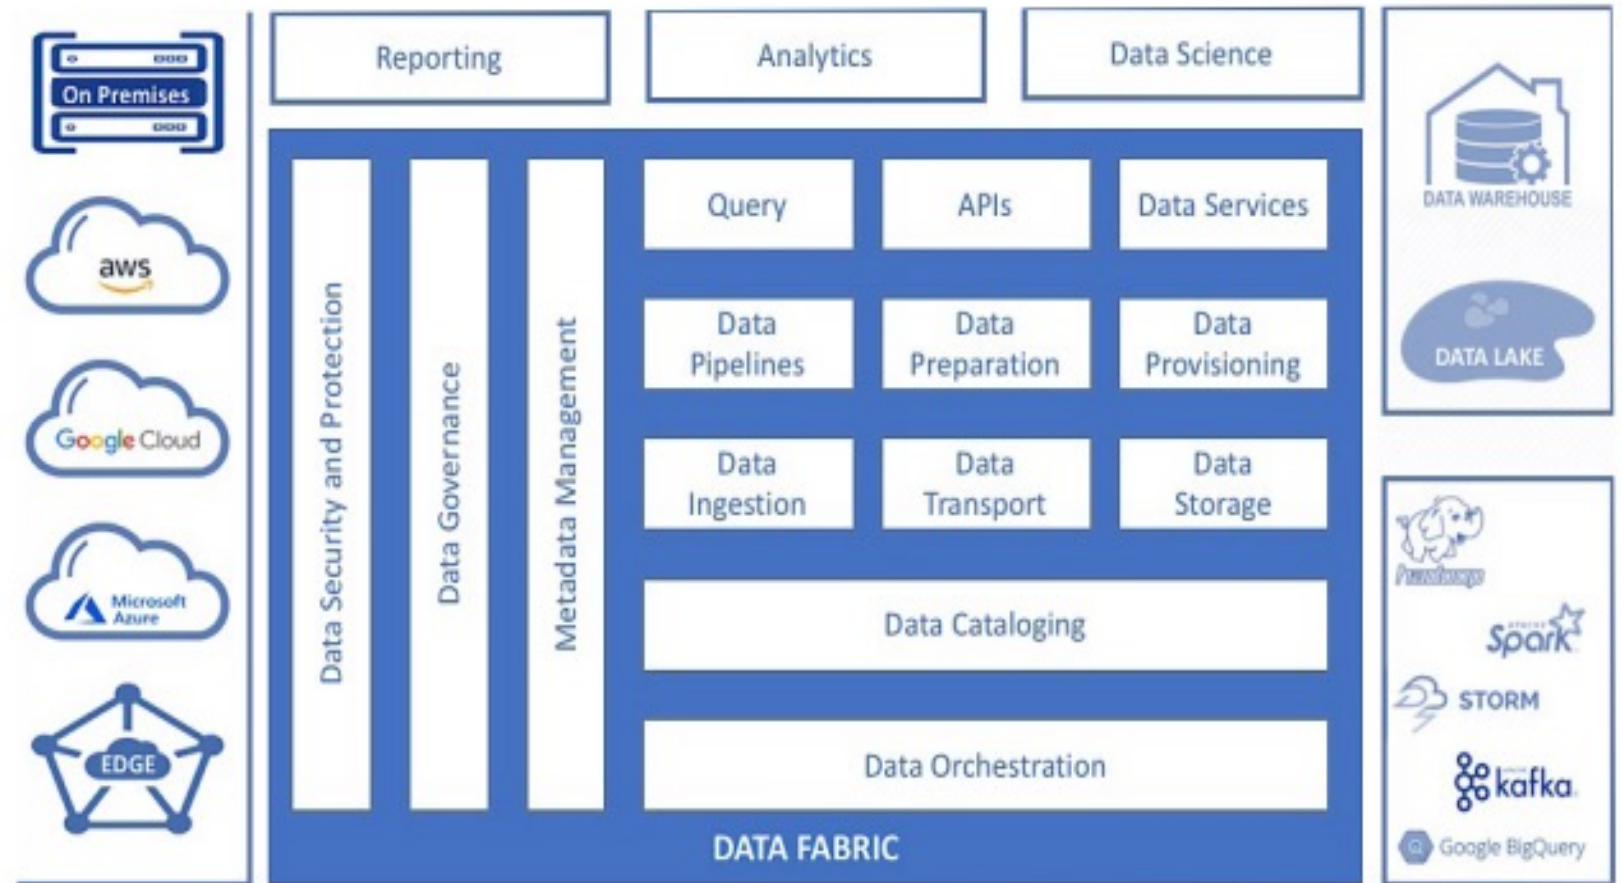 On Premises
aws
Google Cloud
Microsoft
Azure
EDGE
Reporting
Analytics
Data Science
Data Security and Protection
Data Governance
Metadata Management
Query
APIs
Data Services
Data
Pipelines
Data
Preparation
Data
Provisioning
Data
Ingestion
Data
Transport
Data
Storage
Data Cataloging
Data Orchestration
DATA FABRIC
DATA WAREHOUSE
DATA LAKE
APACHE
Spark
STORM
kafka
Google BigQuery